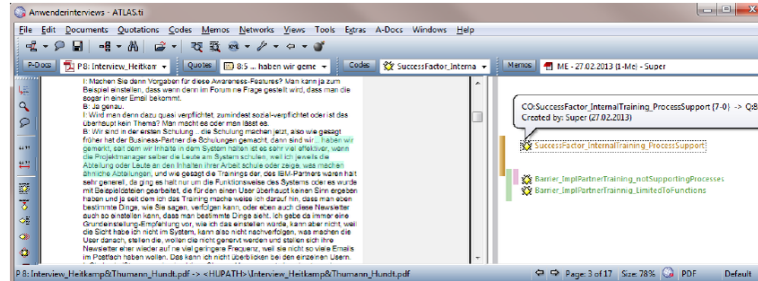 Anwenderinterviews - ATLAS.ti
File Edit Documents Quotations Codes Memos Networks Views Tools Extras A-Docs Windows Help
P-Docs P 8: Interview_Heitkam Quotes 8:5 .. haben wir geme Codes SuccessFactor_Interna Memos ME - 27.02.2013 (1-Me) - Super
I: Machen Sie dann Vorgaben für diese Awareness-Features? Man kann ja zum
Beispiel einstellen, dass wenn denn im Forum ne Frage gestellt wird, dass man die
sogar in einer Email bekommt.
B: Ja genau.
I: Wird man denn dazu quasi verpflichtet, zumindest sozial-verpflichtet oder ist das
überhaupt kein Thema? Man macht es oder man lässt es.
B: Wir sind in der ersten Schulung... die Schulung machen jetzt, also wie gesagt
früher hat der Business-Partner die Schulungen gemacht, dann sind wir... haben wir
gemerkt, seit dem wir Inhalte in dem System halten ist es sehr viel effektiver, wenn
die Projektmanager selber die Leute am System schulen, weil ich jeweils die
Abteilung oder Leute an den Inhalten ihrer Arbeit schule oder zeige, was machen
ähnliche Abteilungen, und wie gesagt die Trainings der, des IBM-Partners waren halt
sehr generell, da ging es halt nur um die Funktionsweise des Systems oder es wurde
mit Beispieldateien gearbeitet, die für den einen User überhaupt keinen Sinn ergeben
haben und ja seit dem ich das Training mache weise ich darauf hin, dass man eben
bestimmte Dinge, wie Sie sagen, verfolgen kann, oder eben auch diese Newsletter
auch so einstellen kann, dass man bestimmte Dinge sieht. Ich gebe da immer eine
Grundeinstellung-Empfehlung vor, wie ich das einstellen würde, kann aber nicht, weil
die Sicht habe ich nicht im System, kann also nicht nachverfolgen, was machen die
User danach, stellen die, wollen die nicht genervt werden und stellen sich ihre
Newsletter eher wieder auf ne viel geringere Frequenz, weil sie nicht so viele Emails
im Postfach haben wollen. Das kann ich nicht überblicken bei den einzelnen Usern.
CO:SuccessFactor_InternalTraining_ProcessSupport {7-0} -> Q:8
Created by: Super (27.02.2013)
SuccessFactor_InternalTraining_ProcessSupport
Barrier_ImplPartnerTraining_notSupportingProcesses
Barrier_ImplPartnerTrainnig_LimitedToFunctions
P 8: Interview_Heitkamp&Thumann_Hundt.pdf -> <HUPATH>\Interview_Heitkamp&Thumann_Hundt.pdf Page: 3 of 17 Size: 78% PDF Default